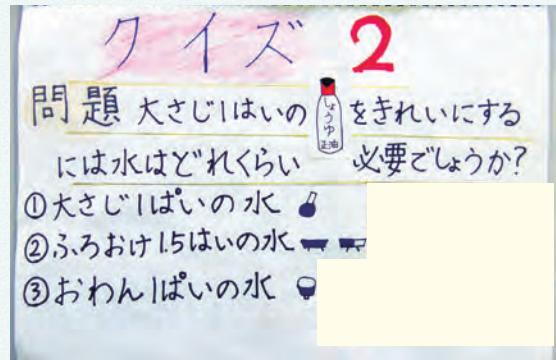 クイズ 2
問題 大さじ1はいの しょうゆ 正油 をきれいにする
には水はどれくらい 必要でしょうか?
①大さじ1ぱいの水
②ふろおけ1.5はいの水
③おわん1ぱいの水